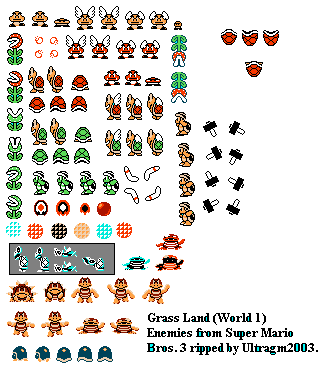 Grass Land (World 1)
Enemies from Super Mario
Bros. 3 ripped by Ultragm2003.